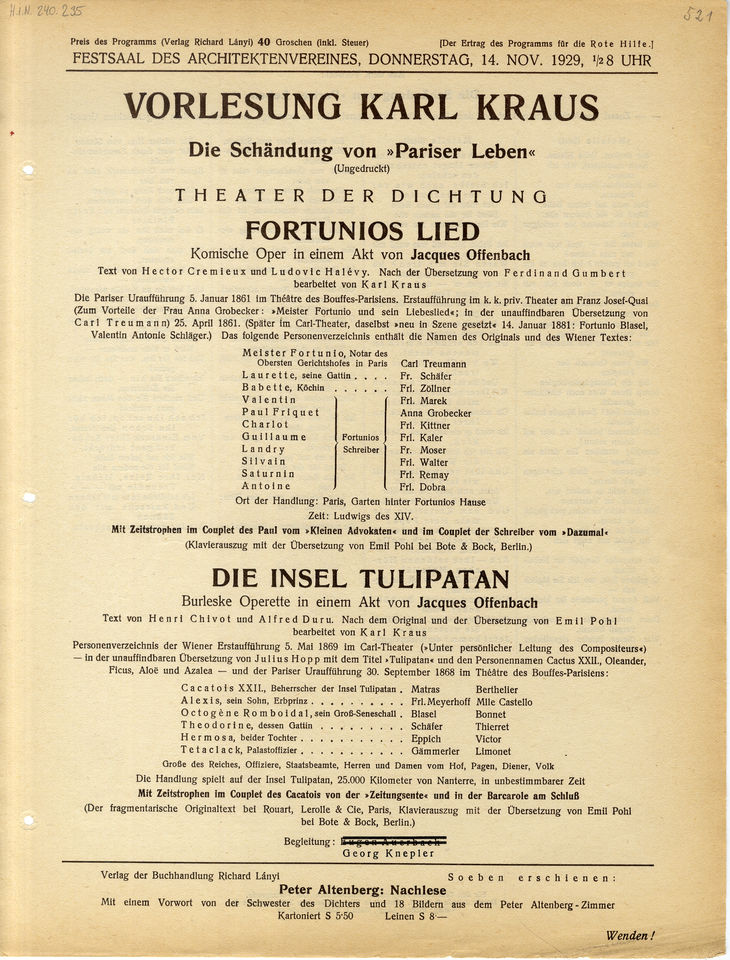 H.I.N. 240.235
521
Preis des Programms (Verlag Richard Lányi) 40 Groschen (inkl. Steuer) [Der Ertrag des Programms für die Rote Hilfe.]
FESTSAAL DES ARCHITEKTENVEREINES, DONNERSTAG, 14. NOV. 1929, ½8 UHR
VORLESUNG KARL KRAUS
Die Schändung von »Pariser Leben«
(Ungedruckt)
THEATER DER DICHTUNG
FORTUNIOS LIED
Komische Oper in einem Akt von Jacques Offenbach
Text von Hector Cremieux und Ludovic Halévy. Nach der Übersetzung von Ferdinand Gumbert
bearbeitet von Karl Kraus
Die Pariser Uraufführung 5. Januar 1861 im Théâtre des Bouffes-Parisiens. Erstaufführung im k. k. priv. Theater am Franz Josef-Quai
(Zum Vorteile der Frau Anna Grobecker: »Meister Fortunio und sein Liebeslied«; in der unauffindbaren Übersetzung von
Carl Treumann) 25. April 1861. (Später im Carl-Theater, daselbst »neu in Szene gesetzt« 14. Januar 1881: Fortunio Blasel,
Valentin Antonie Schläger.) Das folgende Personenverzeichnis enthält die Namen des Originals und des Wiener Textes:
Meister Fortunio, Notar des
Obersten Gerichtshofes in Paris Carl Treumann
Laurette, seine Gattin . . . . Fr. Schäfer
Babette, Köchin . . . . . . Frl. Zöllner
Valentin Frl. Marek
Paul Friquet Anna Grobecker
Charlot Frl. Kittner
Guillaume Fortunios Frl. Kaler
Landry Schreiber Fr. Moser
Silvain Frl. Walter
Saturnin Frl. Remay
Antoine Frl. Dobra
Ort der Handlung: Paris, Garten hinter Fortunios Hause
Zeit: Ludwigs des XIV.
Mit Zeitstrophen im Couplet des Paul vom »Kleinen Advokaten« und im Couplet der Schreiber vom »Dazumal«
(Klavierauszug mit der Übersetzung von Emil Pohl bei Bote & Bock, Berlin.)
DIE INSEL TULIPATAN
Burleske Operette in einem Akt von Jacques Offenbach
Text von Henri Chivot und Alfred Duru. Nach dem Original und der Übersetzung von Emil Pohl
bearbeitet von Karl Kraus
Personenverzeichnis der Wiener Erstaufführung 5. Mai 1869 im Carl-Theater (»Unter persönlicher Leitung des Compositeurs«)
— in der unauffindbaren Übersetzung von Julius Hopp mit dem Titel »Tulipatan« und den Personennamen Cactus XXII., Oleander,
Ficus, Aloë und Azalea — und der Pariser Uraufführung 30. September 1868 im Théâtre des Bouffes-Parisiens:
Cacatois XXII., Beherrscher der Insel Tulipatan . Matras Berthelier
Alexis, sein Sohn, Erbprinz . . . . . . . . . . Frl. Meyerhoff Mlle Castello
Octogène Romboidal, sein Groß-Seneschall . Blasel Bonnet
Theodorine, dessen Gattin . . . . . . . . . Schäfer Thierret
Hermosa, beider Tochter . . . . . . . . . . Eppich Victor
Tetaclack, Palastoffizier . . . . . . . . . . Gämmerler Limonet
Große des Reiches, Offiziere, Staatsbeamte, Herren und Damen vom Hof, Pagen, Diener, Volk
Die Handlung spielt auf der Insel Tulipatan, 25.000 Kilometer von Nanterre, in unbestimmbarer Zeit
Mit Zeitstrophen im Couplet des Cacatois von der »Zeitungsente« und in der Barcarole am Schluß
(Der fragmentarische Originaltext bei Rouart, Lerolle & Cie, Paris, Klavierauszug mit der Übersetzung von Emil Pohl
bei Bote & Bock, Berlin.)
Begleitung: Eugen Auerbach
Georg Knepler
Verlag der Buchhandlung Richard Lányi Soeben erschienen:
Peter Altenberg: Nachlese
Mit einem Vorwort von der Schwester des Dichters und 18 Bildern aus dem Peter Altenberg-Zimmer
Kartoniert S 5·50 Leinen S 8·—
Wenden!